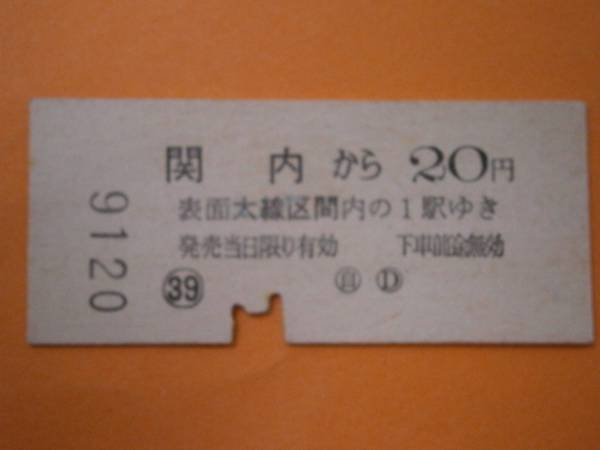 関内から 20円
表面太線区間内の1駅ゆき
発売当日限り有効 下車前途無効
㊴ Ⓓ
9120